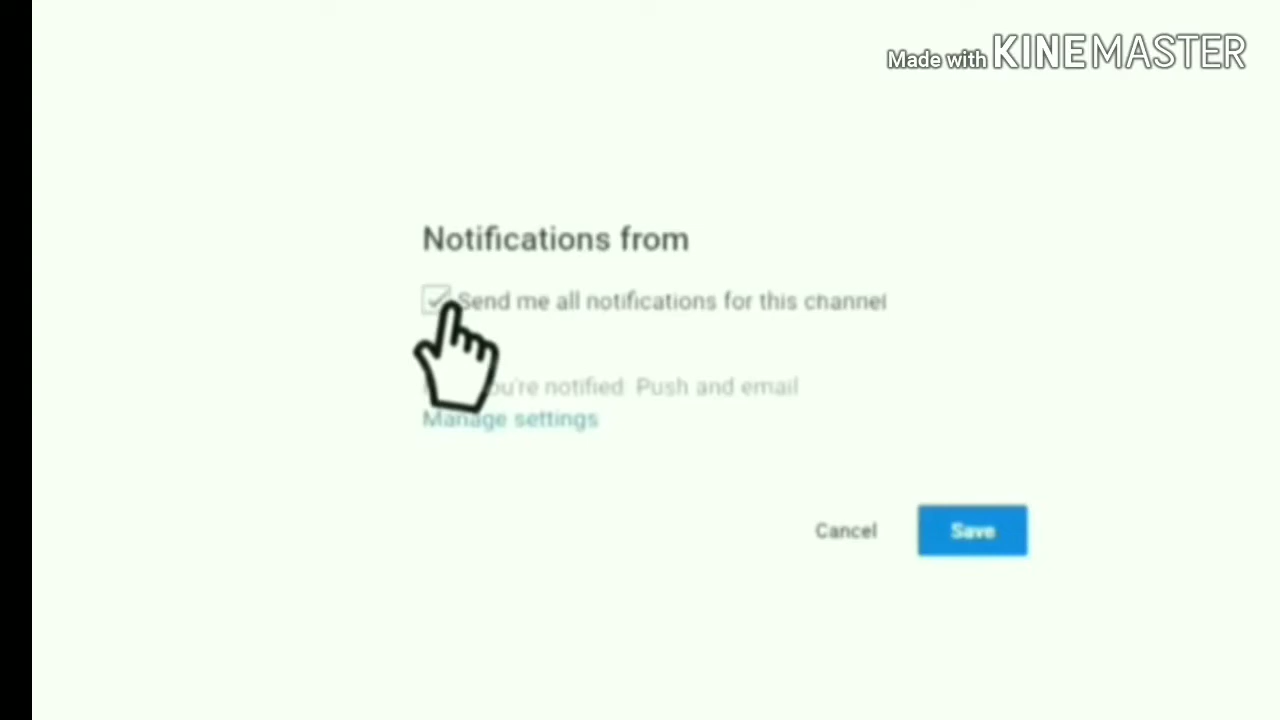 Made with KINEMASTER
Notifications from
Send me all notifications for this channel
you're notified: Push and email
Manage settings
Cancel
Save